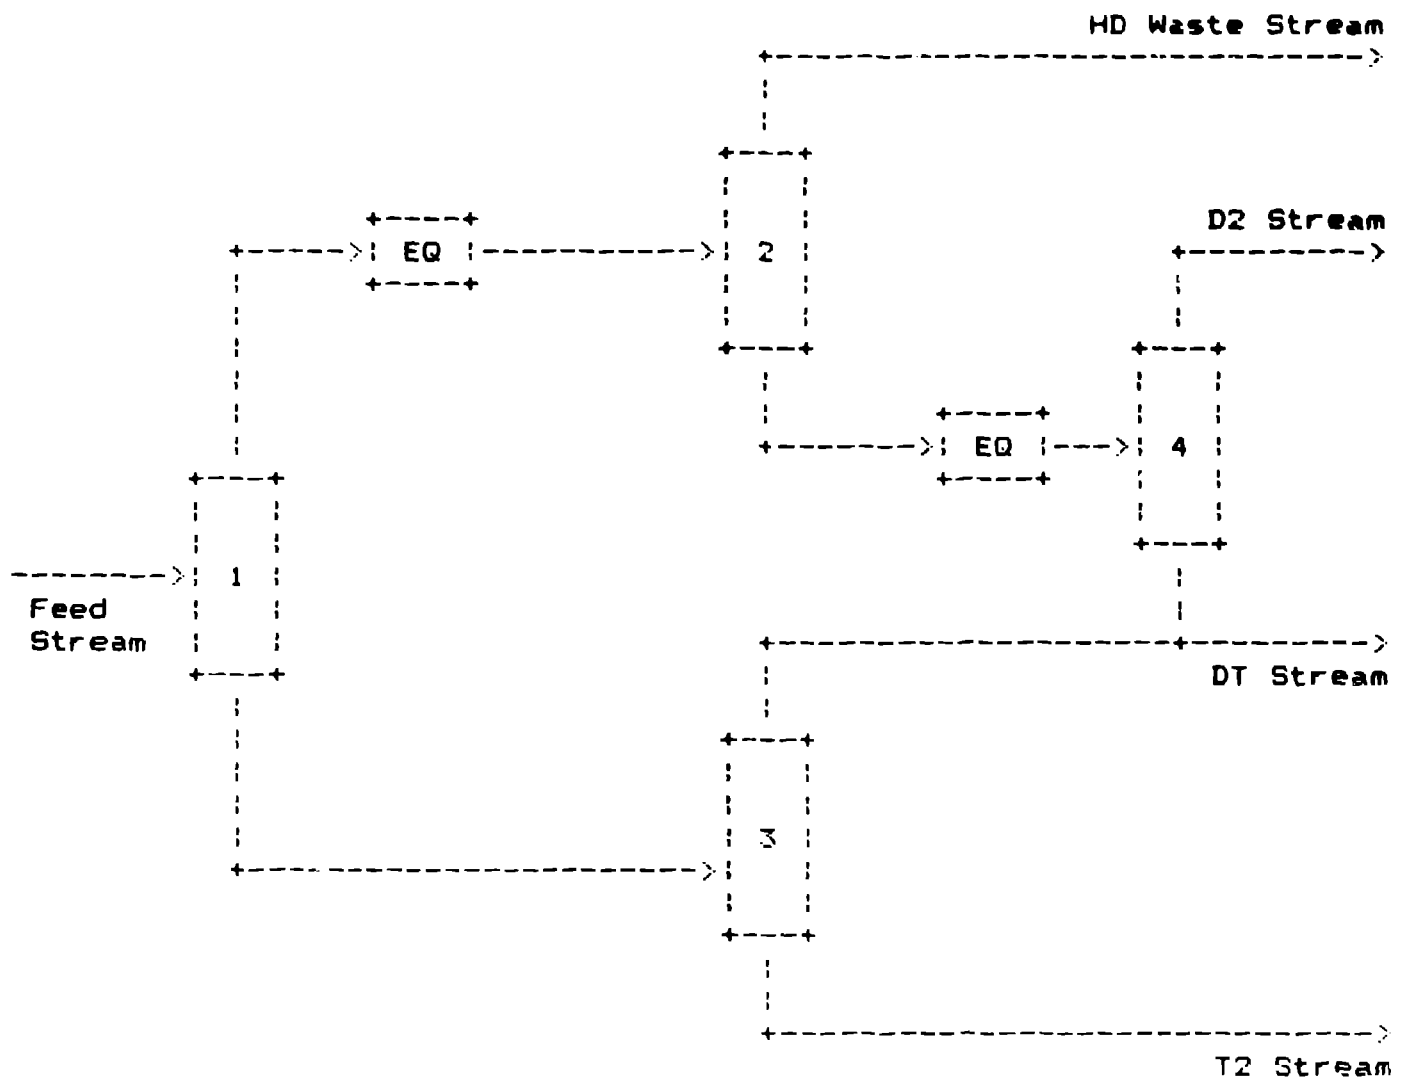 HD Waste Stream
D2 Stream
EQ
2
EQ
4
1
Feed
Stream
DT Stream
3
T2 Stream